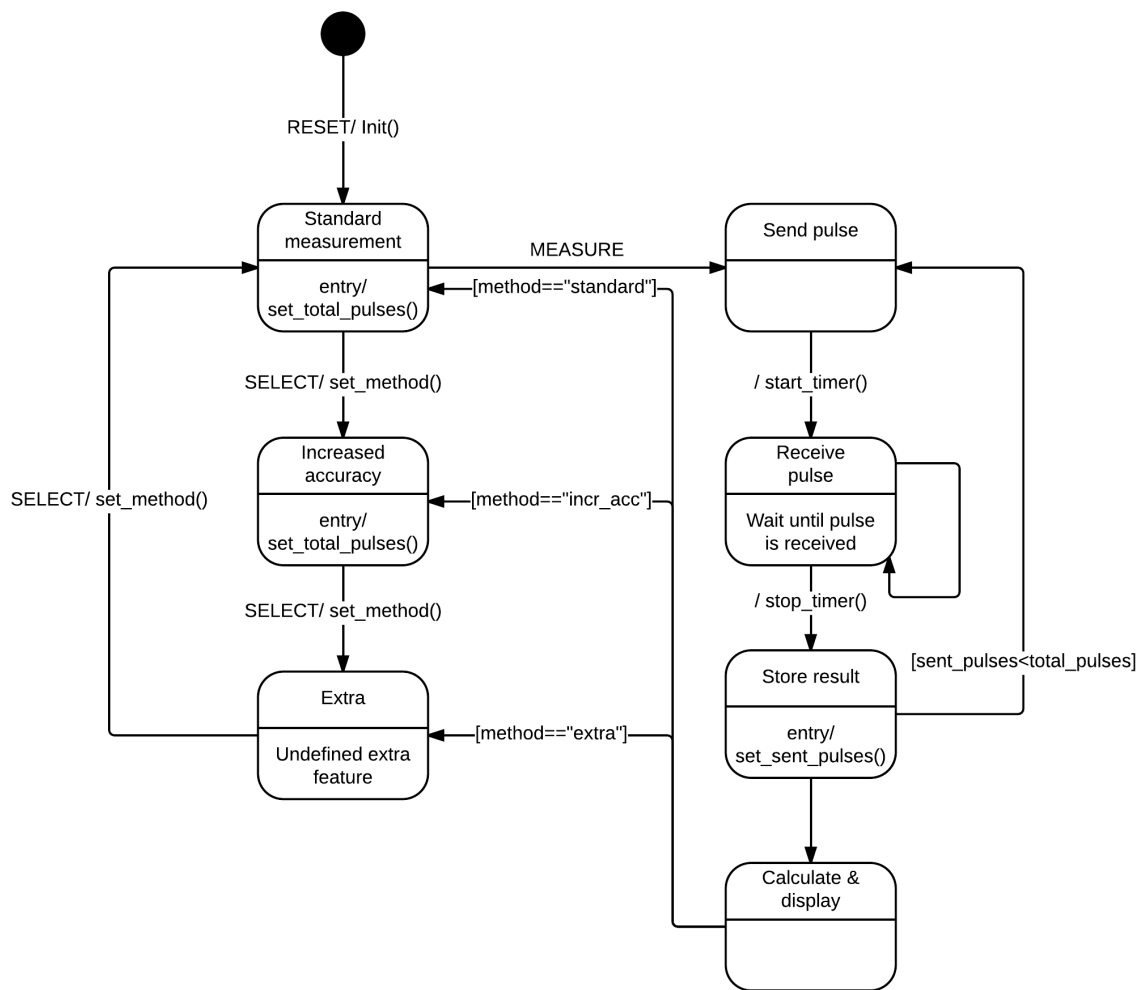 RESET/ Init()
Standard
measurement
entry/
set_total_pulses()
MEASURE
Send pulse
[method=="standard"]
SELECT/ set_method()
/ start_timer()
Increased
accuracy
entry/
set_total_pulses()
[method=="incr_acc"]
Receive
pulse
Wait until pulse
is received
SELECT/ set_method()
SELECT/ set_method()
/ stop_timer()
[sent_pulses<total_pulses]
Extra
Undefined extra
feature
[method=="extra"]
Store result
entry/
set_sent_pulses()
Calculate &
display